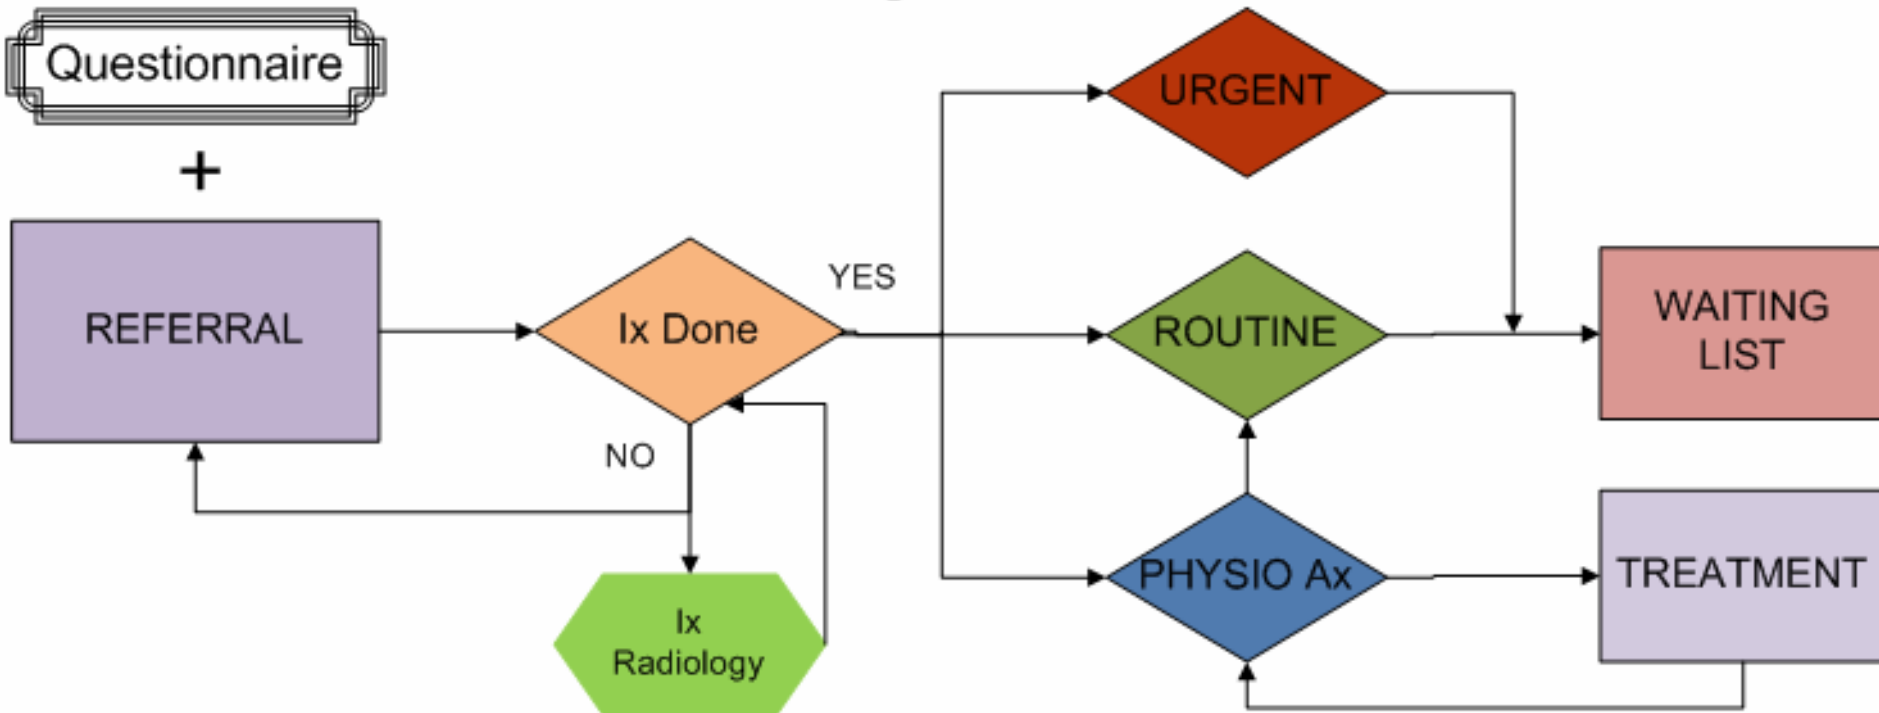 Questionnaire
+
REFERRAL
Ix Done
YES
NO
Ix
Radiology
URGENT
ROUTINE
PHYSIO Ax
WAITING
LIST
TREATMENT